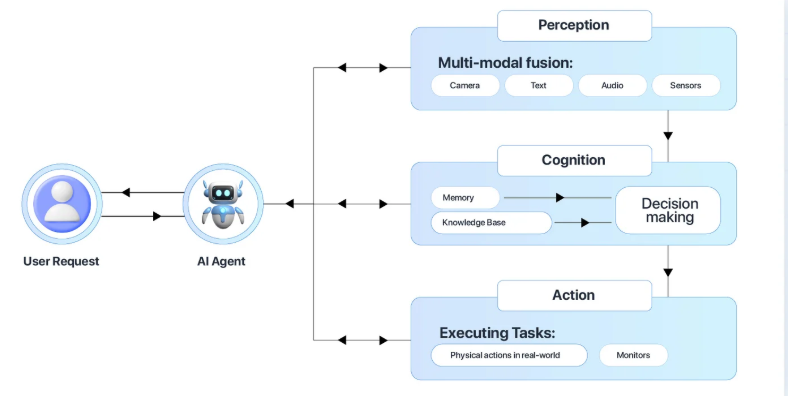 Perception
Multi-modal fusion:
Camera
Text
Audio
Sensors
Cognition
Memory
Knowledge Base
Decision
making
User Request
AI Agent
Action
Executing Tasks:
Physical actions in real-world
Monitors